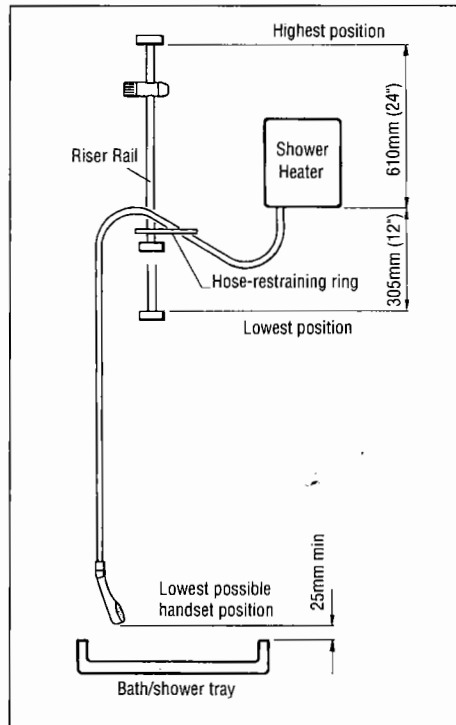 Highest position
610mm (24")
Shower
Heater
Riser Rail
305mm (12")
Hose-restraining ring
Lowest position
Lowest possible
handset position
25mm min
Bath/shower tray